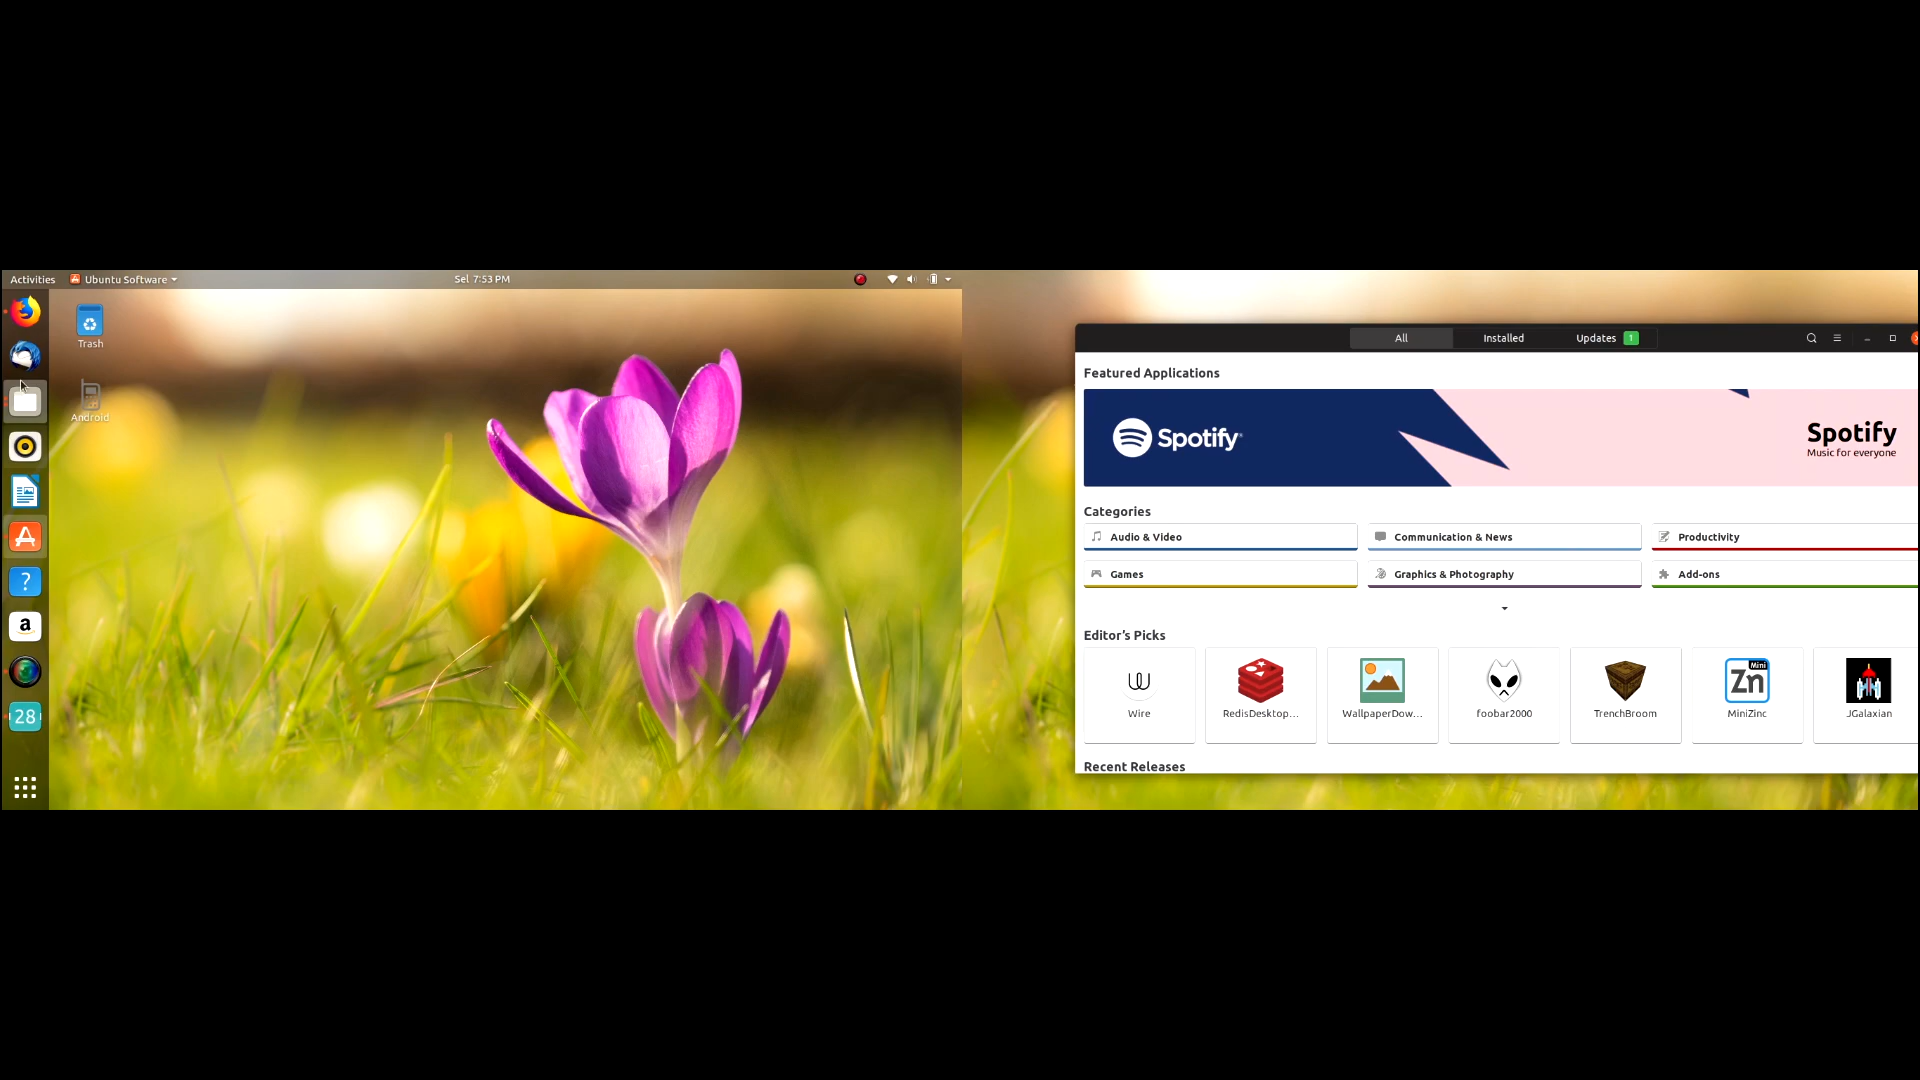 Activities
Ubuntu Software
Sel 7:53 PM
Trash
Android
?
a
28
All
Installed
Updates 1
Featured Applications
Spotify
Spotify
Music for everyone
Categories
Audio & Video
Communication & News
Productivity
Games
Graphics & Photography
Add-ons
Editor's Picks
Mini
Zn
Wire
RedisDesktop...
WallpaperDow...
foobar2000
TrenchBroom
MiniZinc
JGalaxian
Recent Releases